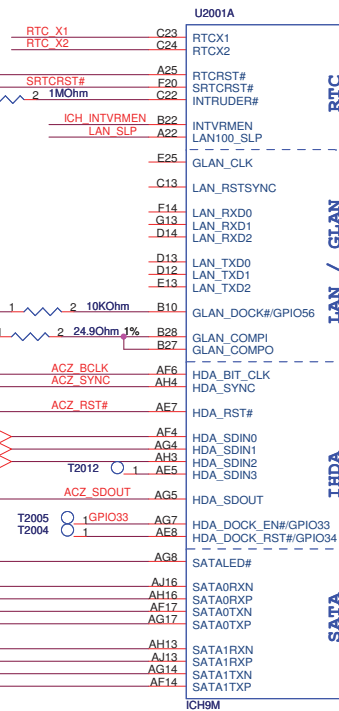 U2001A
RTC_X1 C23 RTCX1
RTC_X2 C24 RTCX2
A25 RTCRST#
SRTCRST# F20 SRTCRST#
2 1MOhm C22 INTRUDER#
RTC
ICH_INTVRMEN B22 INTVRMEN
LAN_SLP A22 LAN100_SLP
E25 GLAN_CLK
C13 LAN_RSTSYNC
F14 LAN_RXD0
G13 LAN_RXD1
D14 LAN_RXD2
LAN / GLAN
D13 LAN_TXD0
D12 LAN_TXD1
E13 LAN_TXD2
1 2 10KOhm B10 GLAN_DOCK#/GPIO56
2 24.9Ohm 1% B28 GLAN_COMPI
B27 GLAN_COMPO
ACZ_BCLK AF6 HDA_BIT_CLK
ACZ_SYNC AH4 HDA_SYNC
ACZ_RST# AE7 HDA_RST#
AF4 HDA_SDIN0
AG4 HDA_SDIN1
AH3 HDA_SDIN2
T2012 1 AE5 HDA_SDIN3
IHDA
ACZ_SDOUT AG5 HDA_SDOUT
T2005 1 GPIO33 AG7 HDA_DOCK_EN#/GPIO33
T2004 1 AE8 HDA_DOCK_RST#/GPIO34
AG8 SATALED#
AJ16 SATA0RXN
AH16 SATA0RXP
AF17 SATA0TXN
AG17 SATA0TXP
SATA
AH13 SATA1RXN
AJ13 SATA1RXP
AG14 SATA1TXN
AF14 SATA1TXP
ICH9M